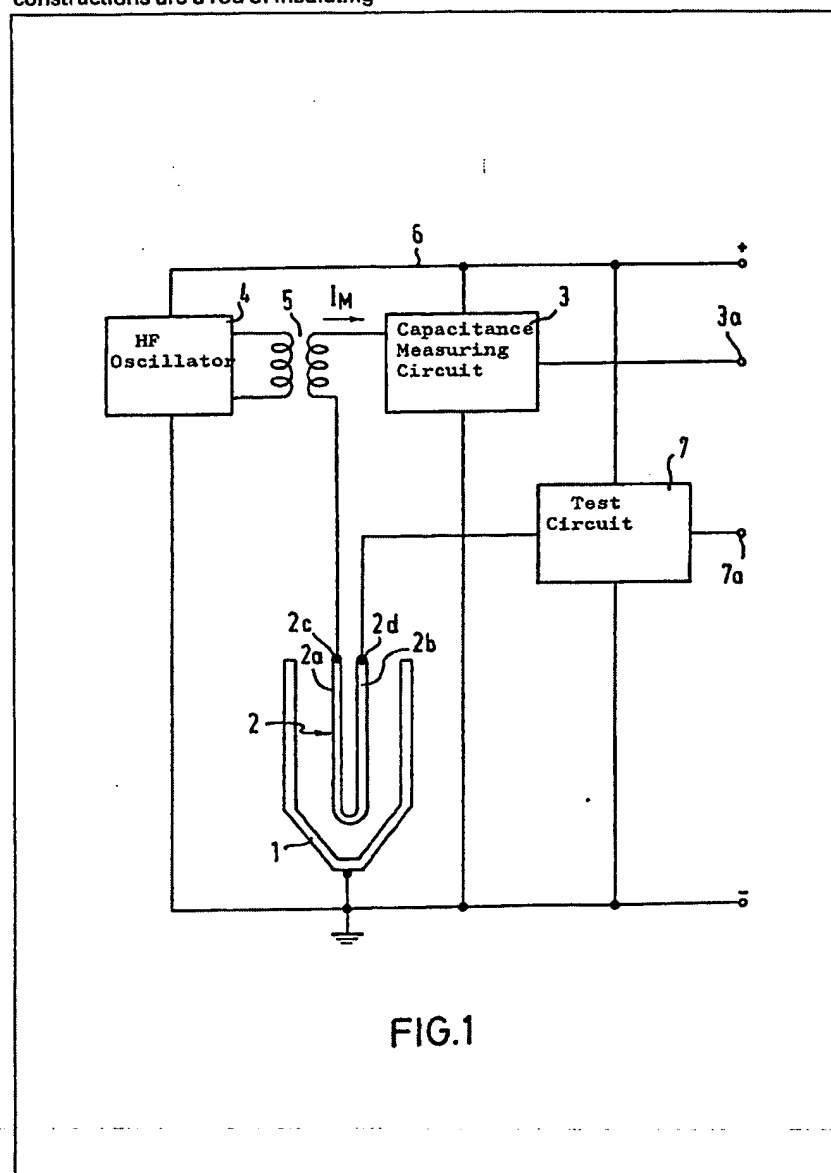 constructions are a rod of insulating
6
+
4
5
I_M
3
3a
HF
Oscillator
Capacitance
Measuring
Circuit
7
Test
Circuit
7a
2c
2d
2a
2b
2
1
-
FIG.1